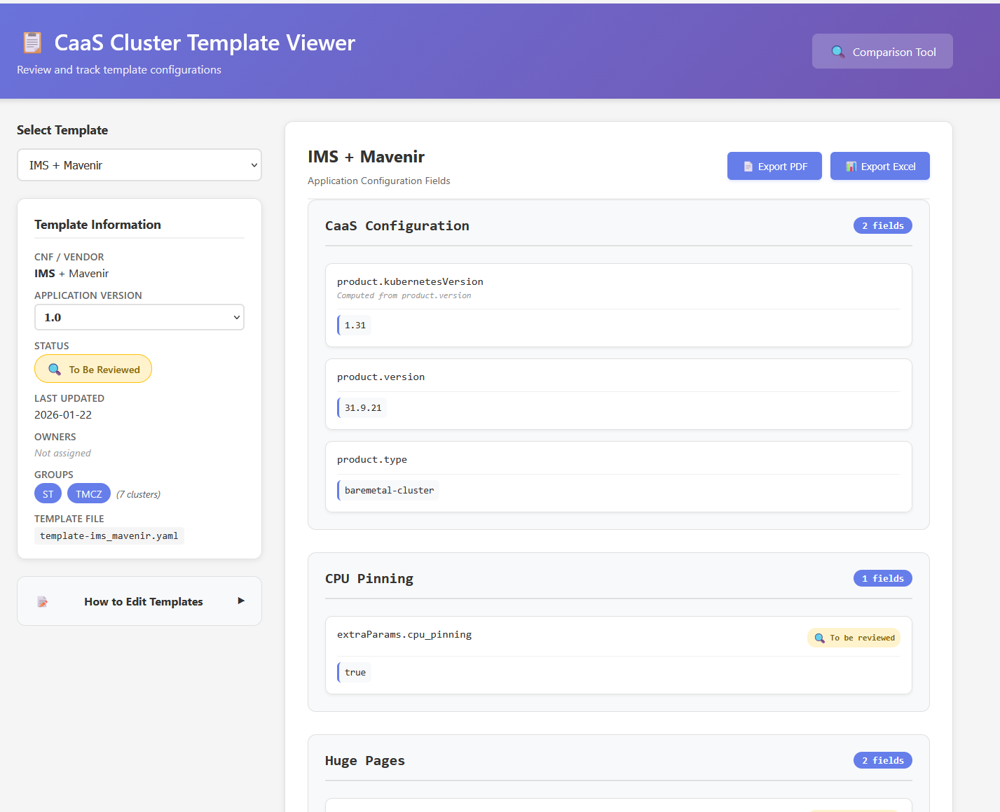 CaaS Cluster Template Viewer
Review and track template configurations
Comparison Tool
Select Template
IMS + Mavenir
Template Information
CNF / VENDOR
IMS + Mavenir
APPLICATION VERSION
1.0
STATUS
To Be Reviewed
LAST UPDATED
2026-01-22
OWNERS
Not assigned
GROUPS
ST TMCZ (7 clusters)
TEMPLATE FILE
template-ims_mavenir.yaml
How to Edit Templates
IMS + Mavenir
Application Configuration Fields
Export PDF
Export Excel
CaaS Configuration
2 fields
product.kubernetesVersion
Computed from product.version
1.31
product.version
31.9.21
product.type
baremetal-cluster
CPU Pinning
1 fields
extraParams.cpu_pinning
To be reviewed
true
Huge Pages
2 fields